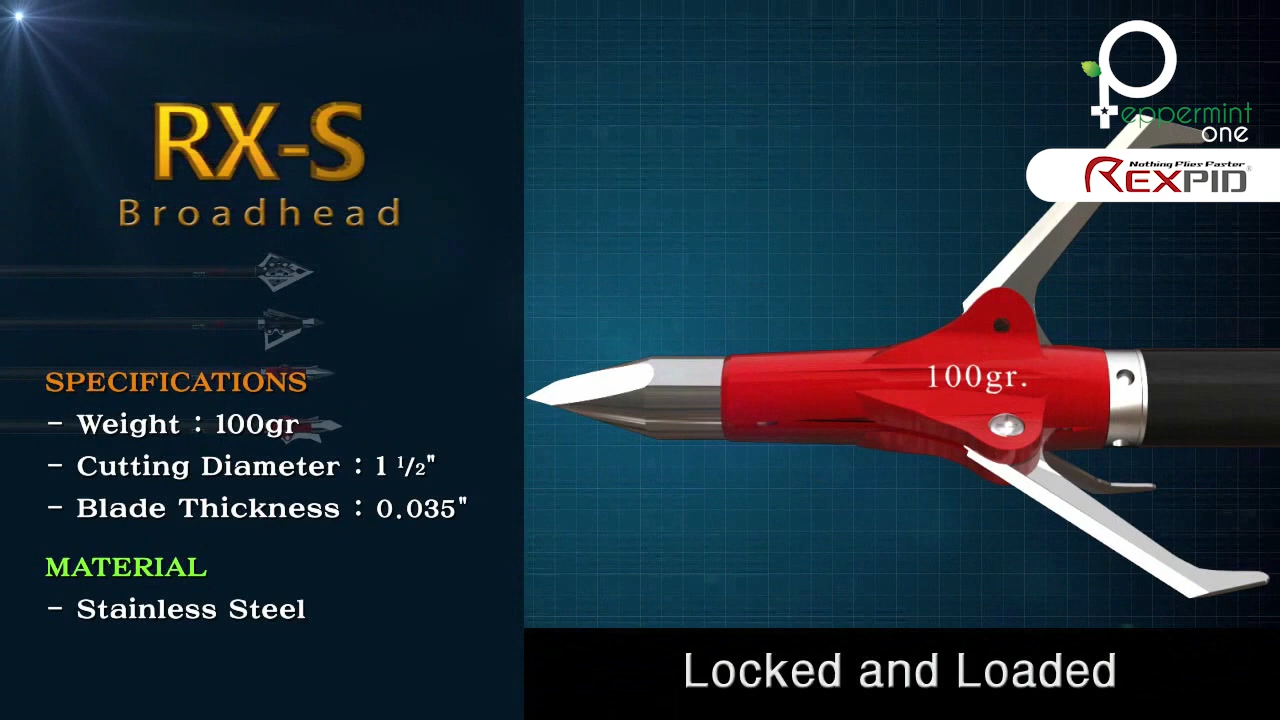 RX-S
Broadhead
SPECIFICATIONS
- Weight : 100gr
- Cutting Diameter : 1 1/2"
- Blade Thickness : 0.035"
MATERIAL
- Stainless Steel
Peppermint
one
Nothing Flies Faster
REXPID®
100gr.
Locked and Loaded